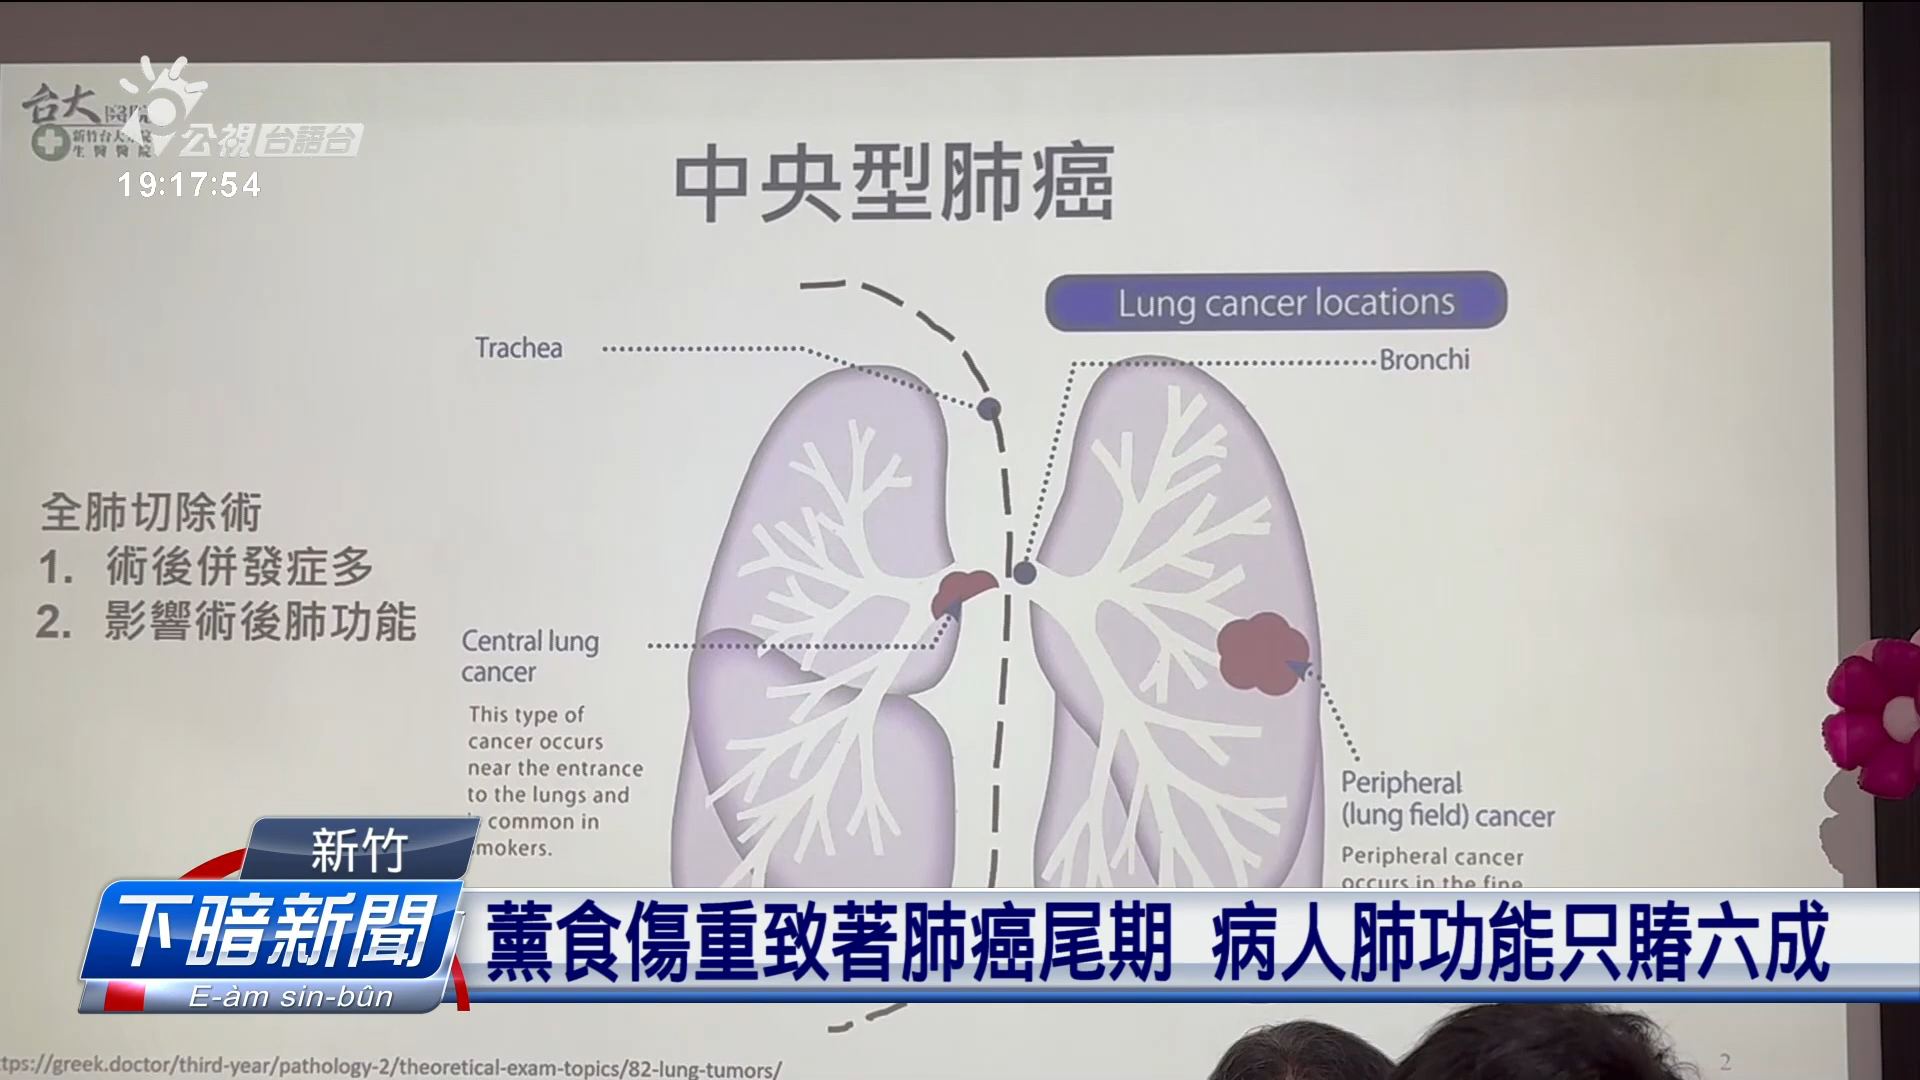 台大醫院
新竹台大分院
生醫醫院
公視台語台
19:17:54
中央型肺癌
Lung cancer locations
Trachea
Bronchi
全肺切除術
1. 術後併發症多
2. 影響術後肺功能
Central lung
cancer
This type of
cancer occurs
near the entrance
to the lungs and
common in
mokers.
Peripheral
(lung field) cancer
Peripheral cancer
occurs in the fine
新竹
下暗新聞
E-àm sin-bûn
薰食傷重致著肺癌尾期 病人肺功能只賰六成
tps://greek.doctor/third-year/pathology-2/theoretical-exam-topics/82-lung-tumors/
2